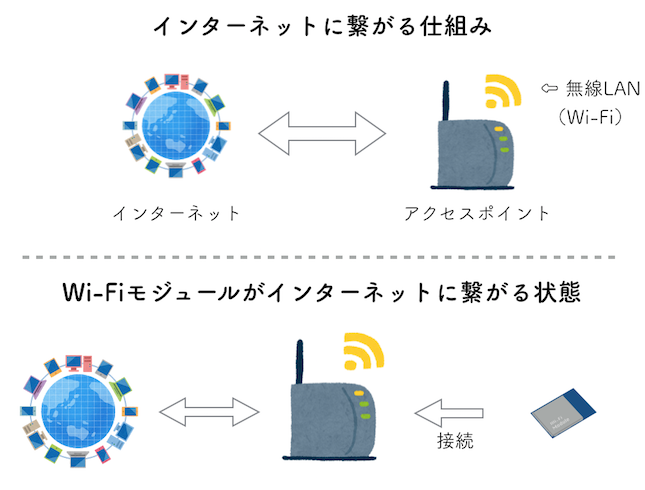 インターネットに繋がる仕組み
⇦ 無線LAN
（Wi-Fi）
インターネット
アクセスポイント
Wi-Fiモジュールがインターネットに繋がる状態
接続